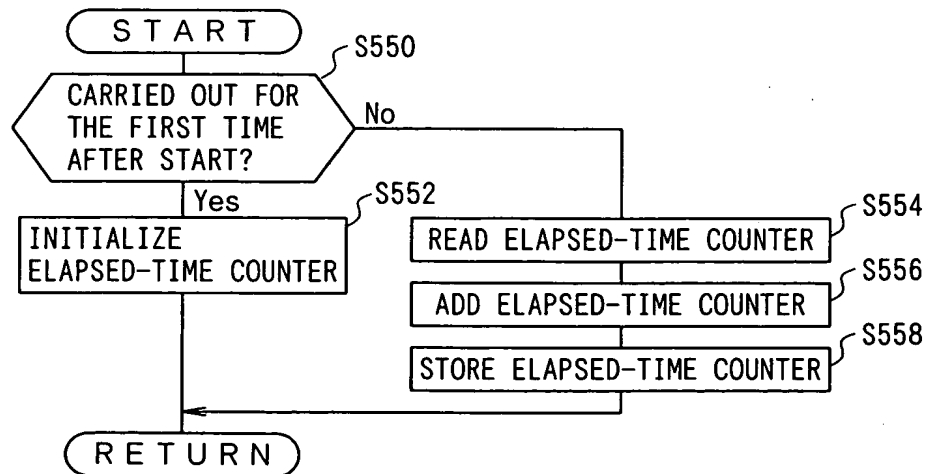 START
S550
CARRIED OUT FOR
THE FIRST TIME
AFTER START?
No
Yes
S552
INITIALIZE
ELAPSED-TIME COUNTER
S554
READ ELAPSED-TIME COUNTER
S556
ADD ELAPSED-TIME COUNTER
S558
STORE ELAPSED-TIME COUNTER
RETURN